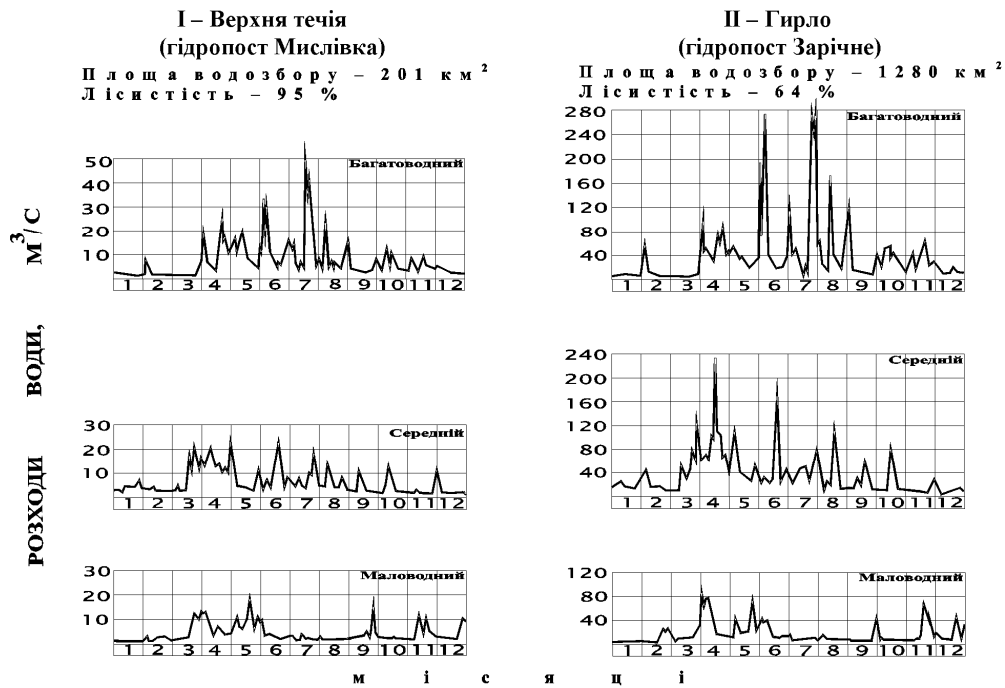 І – Верхня течія
(гідропост Мислівка)
Площа водозбору – 201 км²
Лісистість – 95 %
ІІ – Гирло
(гідропост Зарічне)
Площа водозбору – 1280 км²
Лісистість – 64 %
РОЗХОДИ ВОДИ, М³/С
Багатоводний
50
40
30
20
10
1 2 3 4 5 6 7 8 9 10 11 12
Багатоводний
280
240
200
160
120
80
40
1 2 3 4 5 6 7 8 9 10 11 12
Середній
30
20
10
1 2 3 4 5 6 7 8 9 10 11 12
Середній
240
200
160
120
80
40
1 2 3 4 5 6 7 8 9 10 11 12
Маловодний
30
20
10
1 2 3 4 5 6 7 8 9 10 11 12
Маловодний
120
80
40
1 2 3 4 5 6 7 8 9 10 11 12
місяці